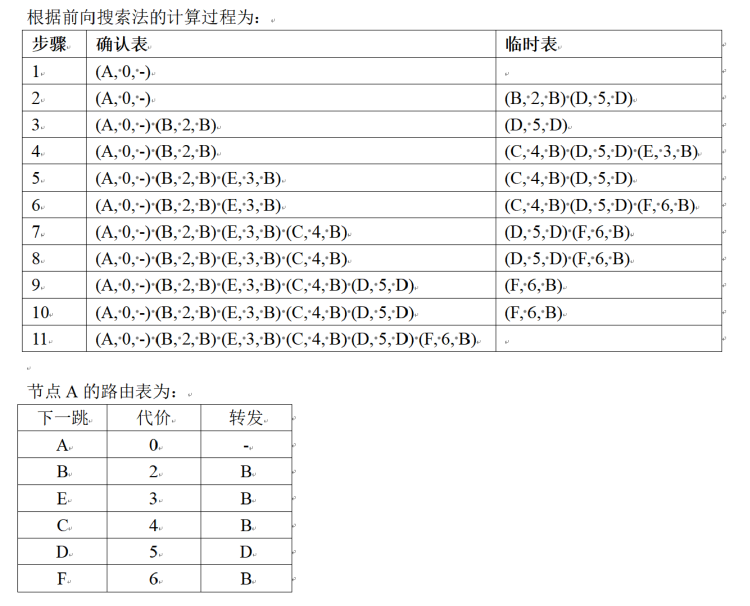 根据前向搜索法的计算过程为：
步骤 确认表 临时表
1 (A, 0, -)
2 (A, 0, -) (B, 2, B) (D, 5, D)
3 (A, 0, -) (B, 2, B) (D, 5, D)
4 (A, 0, -) (B, 2, B) (C, 4, B) (D, 5, D) (E, 3, B)
5 (A, 0, -) (B, 2, B) (E, 3, B) (C, 4, B) (D, 5, D)
6 (A, 0, -) (B, 2, B) (E, 3, B) (C, 4, B) (D, 5, D) (F, 6, B)
7 (A, 0, -) (B, 2, B) (E, 3, B) (C, 4, B) (D, 5, D) (F, 6, B)
8 (A, 0, -) (B, 2, B) (E, 3, B) (C, 4, B) (D, 5, D) (F, 6, B)
9 (A, 0, -) (B, 2, B) (E, 3, B) (C, 4, B) (D, 5, D) (F, 6, B)
10 (A, 0, -) (B, 2, B) (E, 3, B) (C, 4, B) (D, 5, D) (F, 6, B)
11 (A, 0, -) (B, 2, B) (E, 3, B) (C, 4, B) (D, 5, D) (F, 6, B)
节点 A 的路由表为：
下一跳 代价 转发
A 0 -
B 2 B
E 3 B
C 4 B
D 5 D
F 6 B